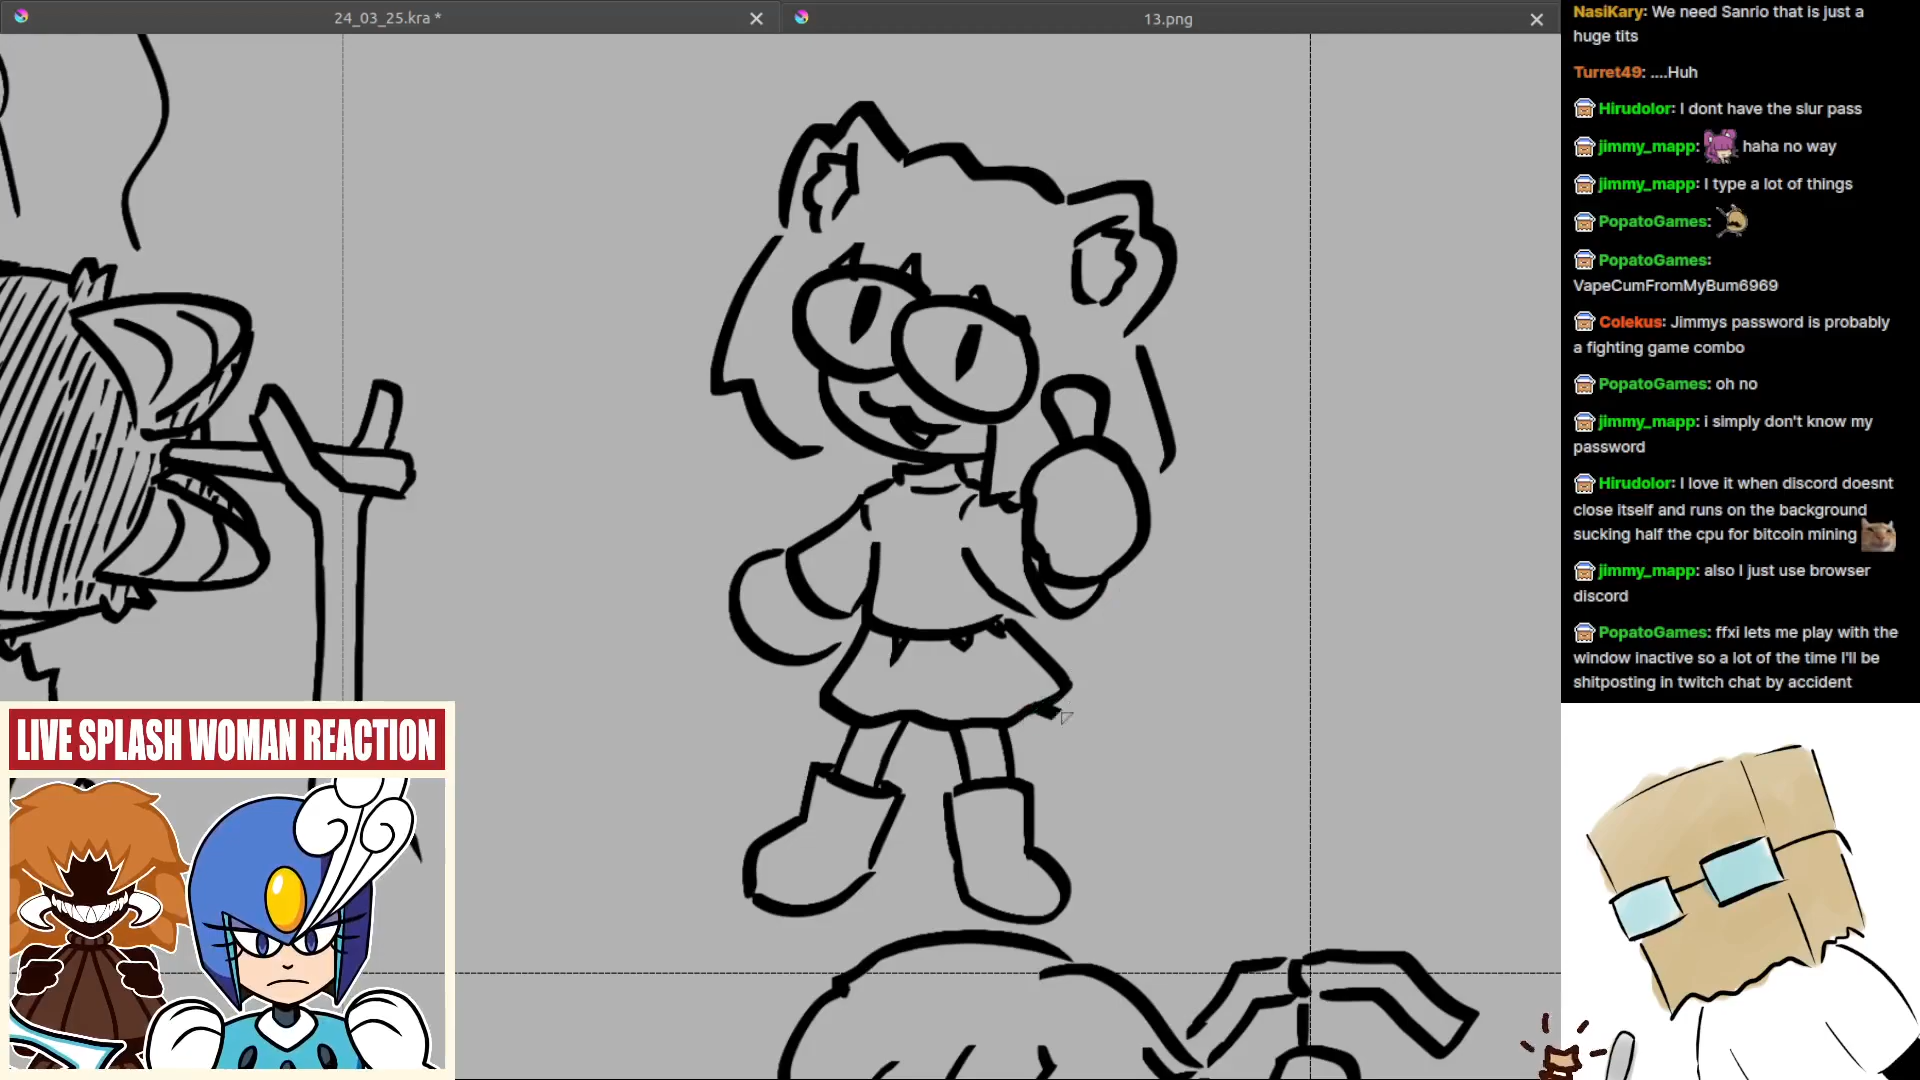 24_03_25.kra *
13.png
NasiKary: We need Sanrio that is just a
huge tits
Turret49: ....Huh
Hirudolor: I dont have the slur pass
jimmy_mapp: haha no way
jimmy_mapp: I type a lot of things
PopatoGames:
PopatoGames:
VapeCumFromMyBum6969
Colekus: Jimmys password is probably
a fighting game combo
PopatoGames: oh no
jimmy_mapp: i simply don't know my
password
Hirudolor: I love it when discord doesnt
close itself and runs on the background
sucking half the cpu for bitcoin mining
jimmy_mapp: also I just use browser
discord
PopatoGames: ffxi lets me play with the
window inactive so a lot of the time I'll be
shitposting in twitch chat by accident
LIVE SPLASH WOMAN REACTION